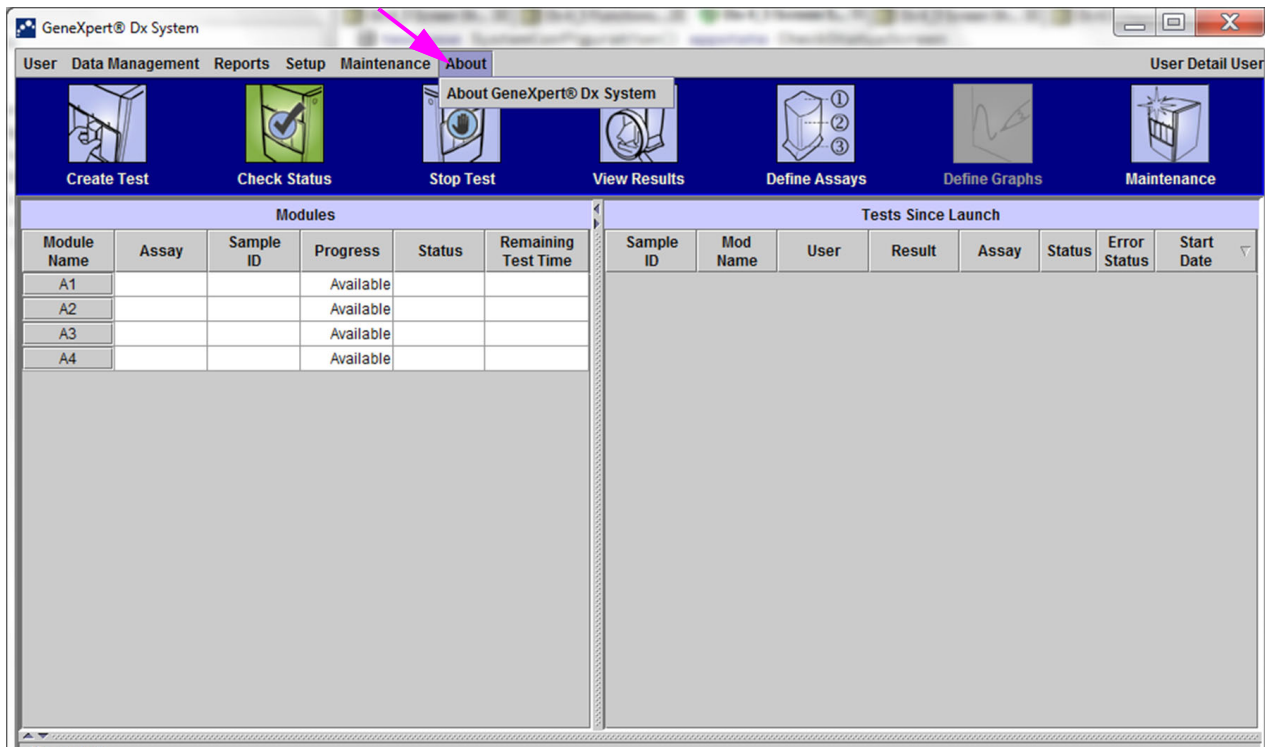 GeneXpert® Dx System
User Data Management Reports Setup Maintenance About User Detail User
About GeneXpert® Dx System
① ② ③
Create Test Check Status Stop Test View Results Define Assays Define Graphs Maintenance
Modules Tests Since Launch
Module Name Assay Sample ID Progress Status Remaining Test Time Sample ID Mod Name User Result Assay Status Error Status Start Date
A1 Available
A2 Available
A3 Available
A4 Available